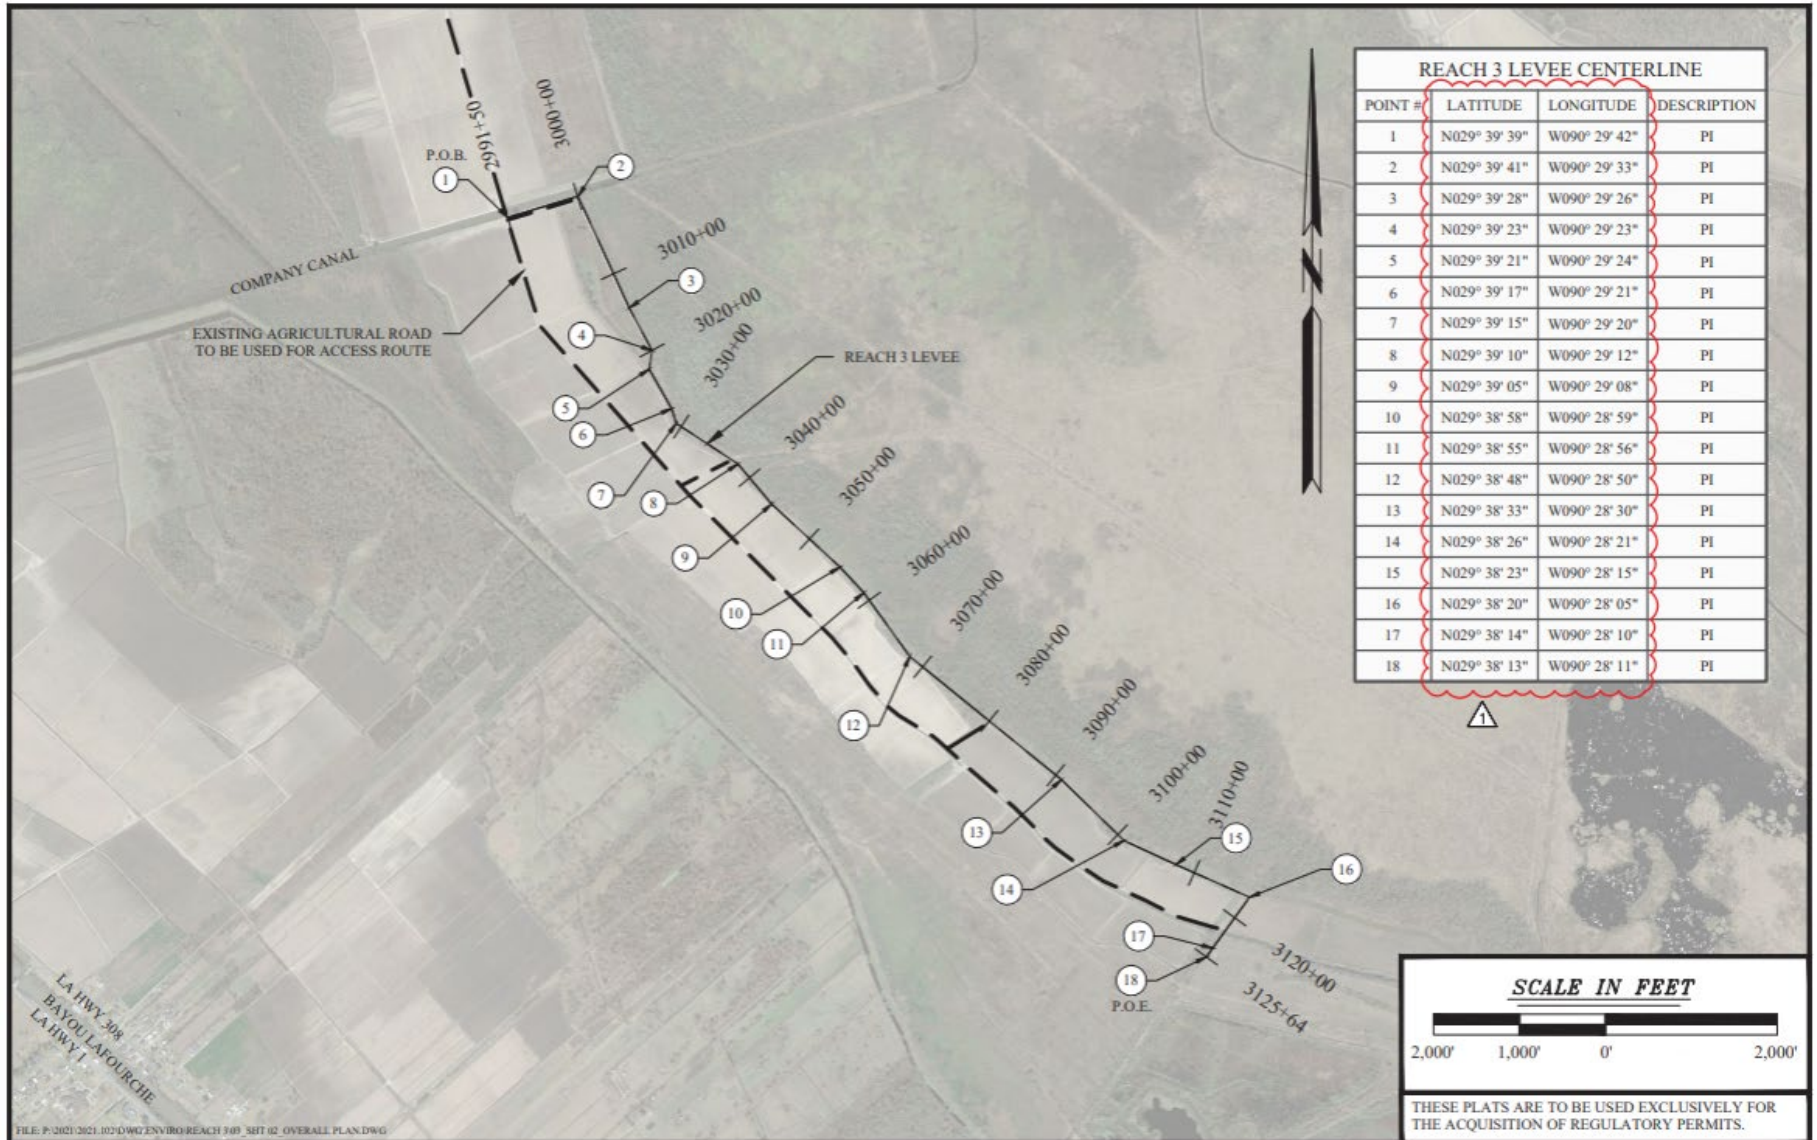 2991+50
3000+00
P.O.B.
1
2
3010+00
COMPANY CANAL
3
3020+00
EXISTING AGRICULTURAL ROAD
TO BE USED FOR ACCESS ROUTE
4
3030+00
REACH 3 LEVEE
5
6
3040+00
7
8
3050+00
9
3060+00
10
11
3070+00
3080+00
12
3090+00
3100+00
3110+00
13
15
14
16
17
3120+00
18
P.O.E.
3125+64
LA HWY 308
BAYOU LAFOURCHE
LA HWY 1
N
REACH 3 LEVEE CENTERLINE
POINT # LATITUDE LONGITUDE DESCRIPTION
1 N029° 39' 39" W090° 29' 42" PI
2 N029° 39' 41" W090° 29' 33" PI
3 N029° 39' 28" W090° 29' 26" PI
4 N029° 39' 23" W090° 29' 23" PI
5 N029° 39' 21" W090° 29' 24" PI
6 N029° 39' 17" W090° 29' 21" PI
7 N029° 39' 15" W090° 29' 20" PI
8 N029° 39' 10" W090° 29' 12" PI
9 N029° 39' 05" W090° 29' 08" PI
10 N029° 38' 58" W090° 28' 59" PI
11 N029° 38' 55" W090° 28' 56" PI
12 N029° 38' 48" W090° 28' 50" PI
13 N029° 38' 33" W090° 28' 30" PI
14 N029° 38' 26" W090° 28' 21" PI
15 N029° 38' 23" W090° 28' 15" PI
16 N029° 38' 20" W090° 28' 05" PI
17 N029° 38' 14" W090° 28' 10" PI
18 N029° 38' 13" W090° 28' 11" PI
1
SCALE IN FEET
2,000' 1,000' 0' 2,000'
THESE PLATS ARE TO BE USED EXCLUSIVELY FOR
THE ACQUISITION OF REGULATORY PERMITS.
FILE: P:\2021\2021.102\DWG\ENVIRO\REACH 3\03_SHT 02_OVERALL PLAN.DWG